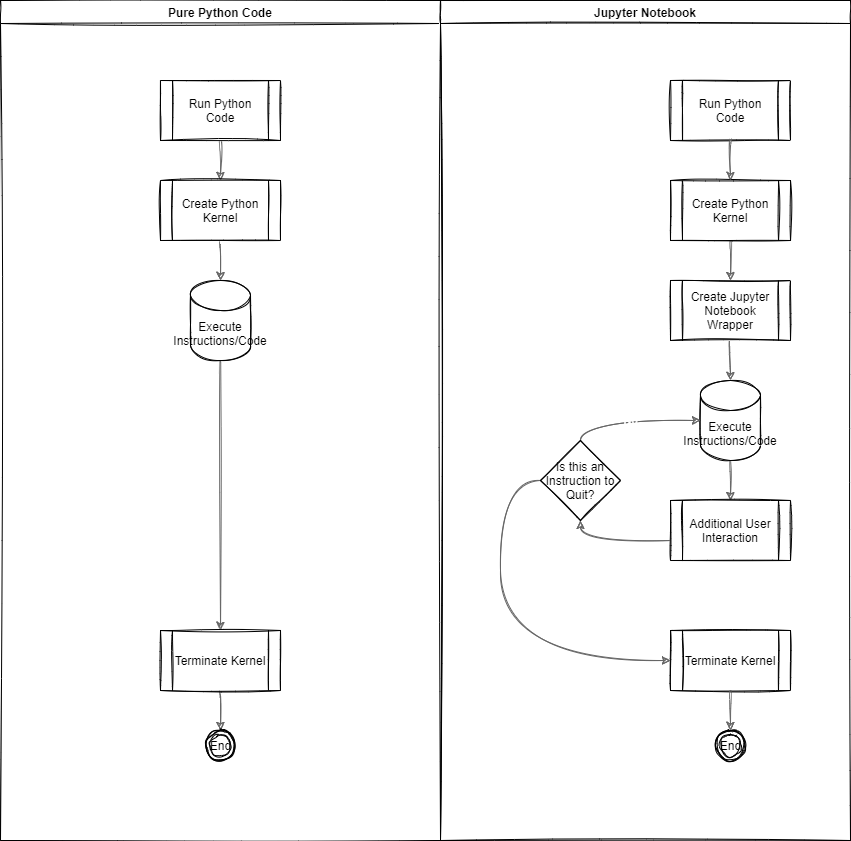 Pure Python Code
Run Python
Code
Create Python
Kernel
Execute
Instructions/Code
Terminate Kernel
End
Jupyter Notebook
Run Python
Code
Create Python
Kernel
Create Jupyter
Notebook
Wrapper
Execute
Instructions/Code
Is this an
Instruction to
Quit?
Additional User
Interaction
Terminate Kernel
End